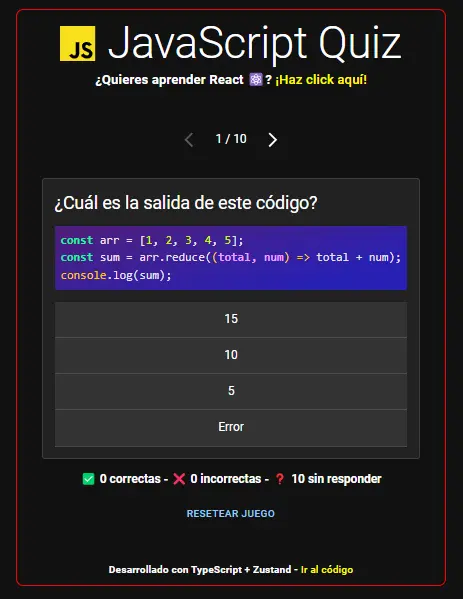 JS JavaScript Quiz
¿Quieres aprender React ⚛️? ¡Haz click aquí!
1 / 10
¿Cuál es la salida de este código?
const arr = [1, 2, 3, 4, 5];
const sum = arr.reduce((total, num) => total + num);
console.log(sum);
15
10
5
Error
✅ 0 correctas - ❌ 0 incorrectas - ❓ 10 sin responder
RESETEAR JUEGO
Desarrollado con TypeScript + Zustand - Ir al código